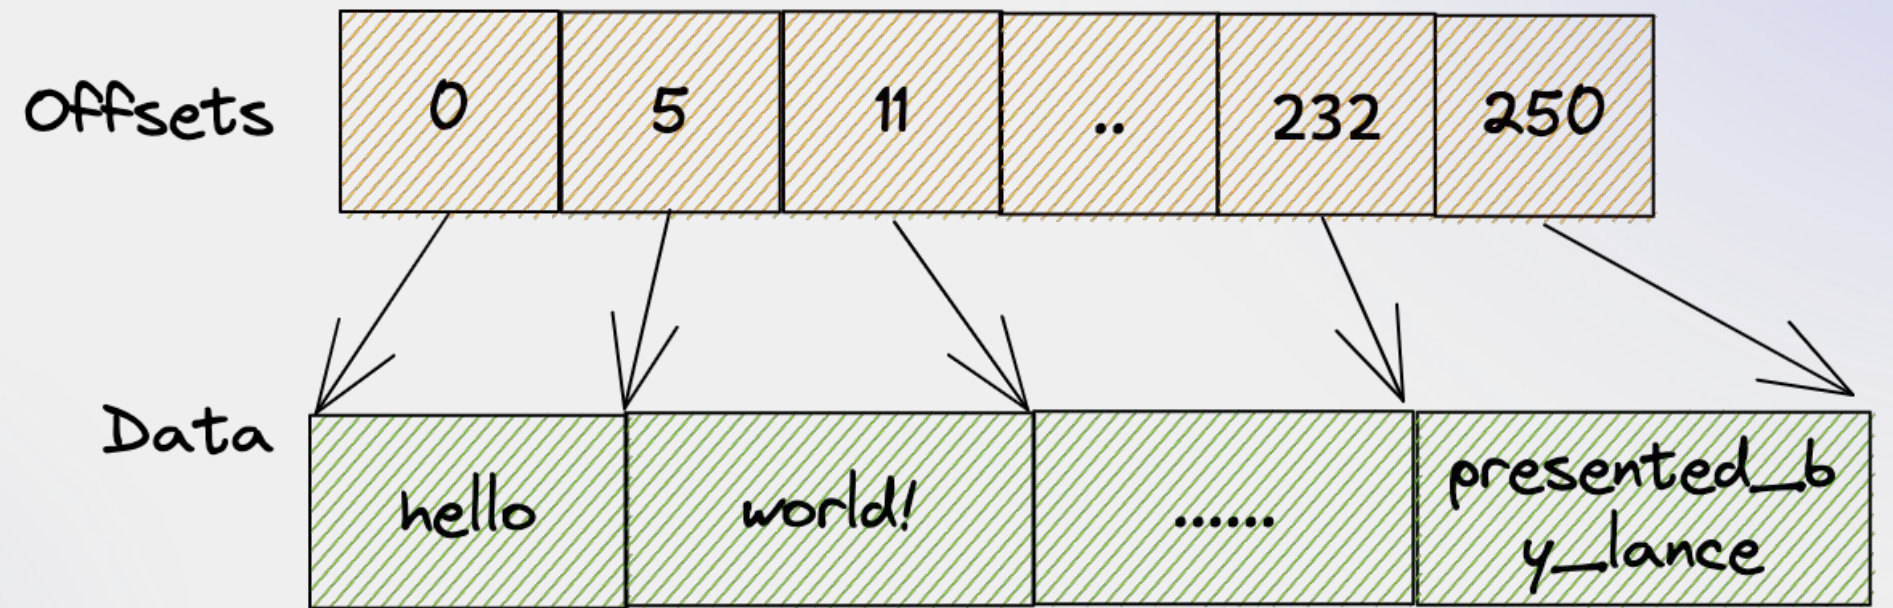 Offsets 0 5 11 .. 232 250
Data hello world! ...... presented_b
y_lance